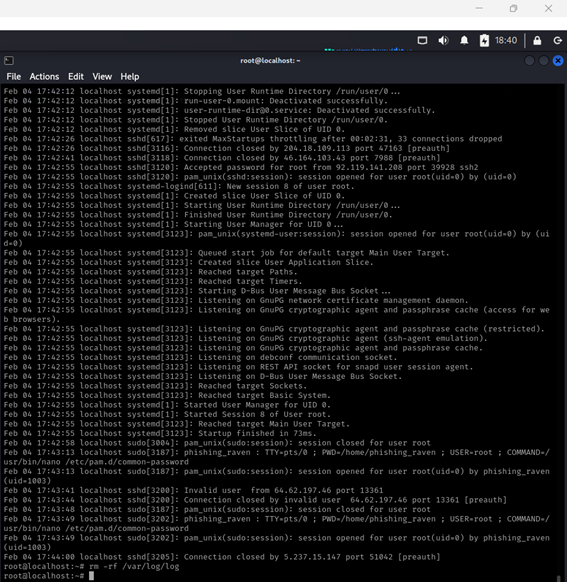 18:40
root@localhost: ~
File Actions Edit View Help
Feb 04 17:42:12 localhost systemd[1]: Stopping User Runtime Directory /run/user/0...
Feb 04 17:42:12 localhost systemd[1]: run-user-0.mount: Deactivated successfully.
Feb 04 17:42:12 localhost systemd[1]: user-runtime-dir@0.service: Deactivated successfully.
Feb 04 17:42:12 localhost systemd[1]: Stopped User Runtime Directory /run/user/0.
Feb 04 17:42:12 localhost systemd[1]: Removed slice User Slice of UID 0.
Feb 04 17:42:26 localhost sshd[617]: exited MaxStartups throttling after 00:02:31, 33 connections dropped
Feb 04 17:42:26 localhost sshd[3116]: Connection closed by 204.18.109.113 port 47163 [preauth]
Feb 04 17:42:41 localhost sshd[3118]: Connection closed by 46.164.103.43 port 7988 [preauth]
Feb 04 17:42:55 localhost sshd[3120]: Accepted password for root from 92.119.141.208 port 39928 ssh2
Feb 04 17:42:55 localhost sshd[3120]: pam_unix(sshd:session): session opened for user root(uid=0) by (uid=0)
Feb 04 17:42:55 localhost systemd-logind[611]: New session 8 of user root.
Feb 04 17:42:55 localhost systemd[1]: Created slice User Slice of UID 0.
Feb 04 17:42:55 localhost systemd[1]: Starting User Runtime Directory /run/user/0...
Feb 04 17:42:55 localhost systemd[1]: Finished User Runtime Directory /run/user/0.
Feb 04 17:42:55 localhost systemd[1]: Starting User Manager for UID 0...
Feb 04 17:42:55 localhost systemd[3123]: pam_unix(systemd-user:session): session opened for user root(uid=0) by (ui
d=0)
Feb 04 17:42:55 localhost systemd[3123]: Queued start job for default target Main User Target.
Feb 04 17:42:55 localhost systemd[3123]: Created slice User Application Slice.
Feb 04 17:42:55 localhost systemd[3123]: Reached target Paths.
Feb 04 17:42:55 localhost systemd[3123]: Reached target Timers.
Feb 04 17:42:55 localhost systemd[3123]: Starting D-Bus User Message Bus Socket...
Feb 04 17:42:55 localhost systemd[3123]: Listening on GnuPG network certificate management daemon.
Feb 04 17:42:55 localhost systemd[3123]: Listening on GnuPG cryptographic agent and passphrase cache (access for we
b browsers).
Feb 04 17:42:55 localhost systemd[3123]: Listening on GnuPG cryptographic agent and passphrase cache (restricted).
Feb 04 17:42:55 localhost systemd[3123]: Listening on GnuPG cryptographic agent (ssh-agent emulation).
Feb 04 17:42:55 localhost systemd[3123]: Listening on GnuPG cryptographic agent and passphrase cache.
Feb 04 17:42:55 localhost systemd[3123]: Listening on debconf communication socket.
Feb 04 17:42:55 localhost systemd[3123]: Listening on REST API socket for snapd user session agent.
Feb 04 17:42:55 localhost systemd[3123]: Listening on D-Bus User Message Bus Socket.
Feb 04 17:42:55 localhost systemd[3123]: Reached target Sockets.
Feb 04 17:42:55 localhost systemd[3123]: Reached target Basic System.
Feb 04 17:42:55 localhost systemd[1]: Started User Manager for UID 0.
Feb 04 17:42:55 localhost systemd[1]: Started Session 8 of User root.
Feb 04 17:42:55 localhost systemd[3123]: Reached target Main User Target.
Feb 04 17:42:55 localhost systemd[3123]: Startup finished in 73ms.
Feb 04 17:42:58 localhost sudo[3004]: pam_unix(sudo:session): session closed for user root
Feb 04 17:43:13 localhost sudo[3187]: phishing_raven : TTY=pts/0 ; PWD=/home/phishing_raven ; USER=root ; COMMAND=/
usr/bin/nano /etc/pam.d/common-password
Feb 04 17:43:13 localhost sudo[3187]: pam_unix(sudo:session): session opened for user root(uid=0) by phishing_raven
(uid=1003)
Feb 04 17:43:41 localhost sshd[3200]: Invalid user  from 64.62.197.46 port 13361
Feb 04 17:43:44 localhost sshd[3200]: Connection closed by invalid user  64.62.197.46 port 13361 [preauth]
Feb 04 17:43:48 localhost sudo[3187]: pam_unix(sudo:session): session closed for user root
Feb 04 17:43:49 localhost sudo[3202]: phishing_raven : TTY=pts/0 ; PWD=/home/phishing_raven ; USER=root ; COMMAND=/
usr/bin/nano /etc/pam.d/common-password
Feb 04 17:43:49 localhost sudo[3202]: pam_unix(sudo:session): session opened for user root(uid=0) by phishing_raven
(uid=1003)
Feb 04 17:44:00 localhost sshd[3205]: Connection closed by 5.237.15.147 port 51042 [preauth]
root@localhost:~# rm -rf /var/log/log
root@localhost:~#